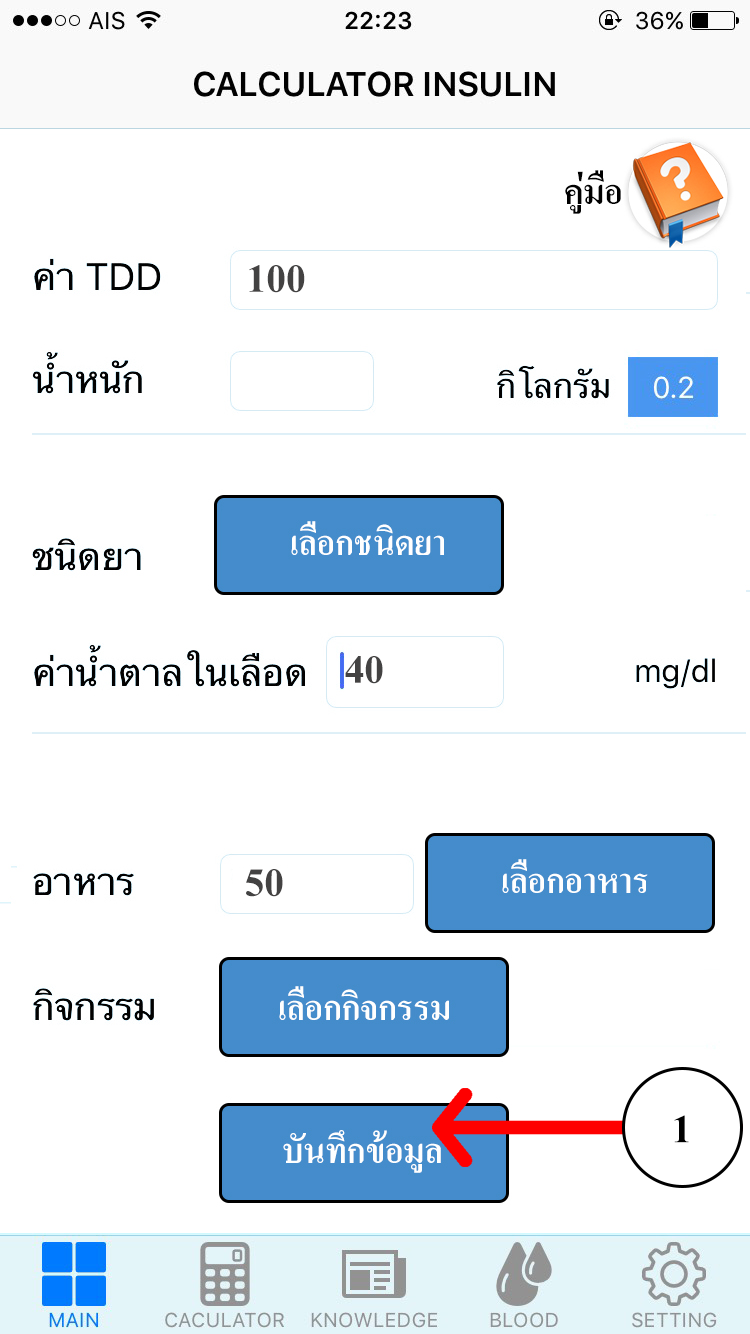 AIS 22:23 36%
CALCULATOR INSULIN
คู่มือ
ค่า TDD 100
น้ำหนัก กิโลกรัม 0.2
ชนิดยา เลือกชนิดยา
ค่าน้ำตาลในเลือด 40 mg/dl
อาหาร 50 เลือกอาหาร
กิจกรรม เลือกกิจกรรม
บันทึกข้อมูล 1
MAIN CACULATOR KNOWLEDGE BLOOD SETTING